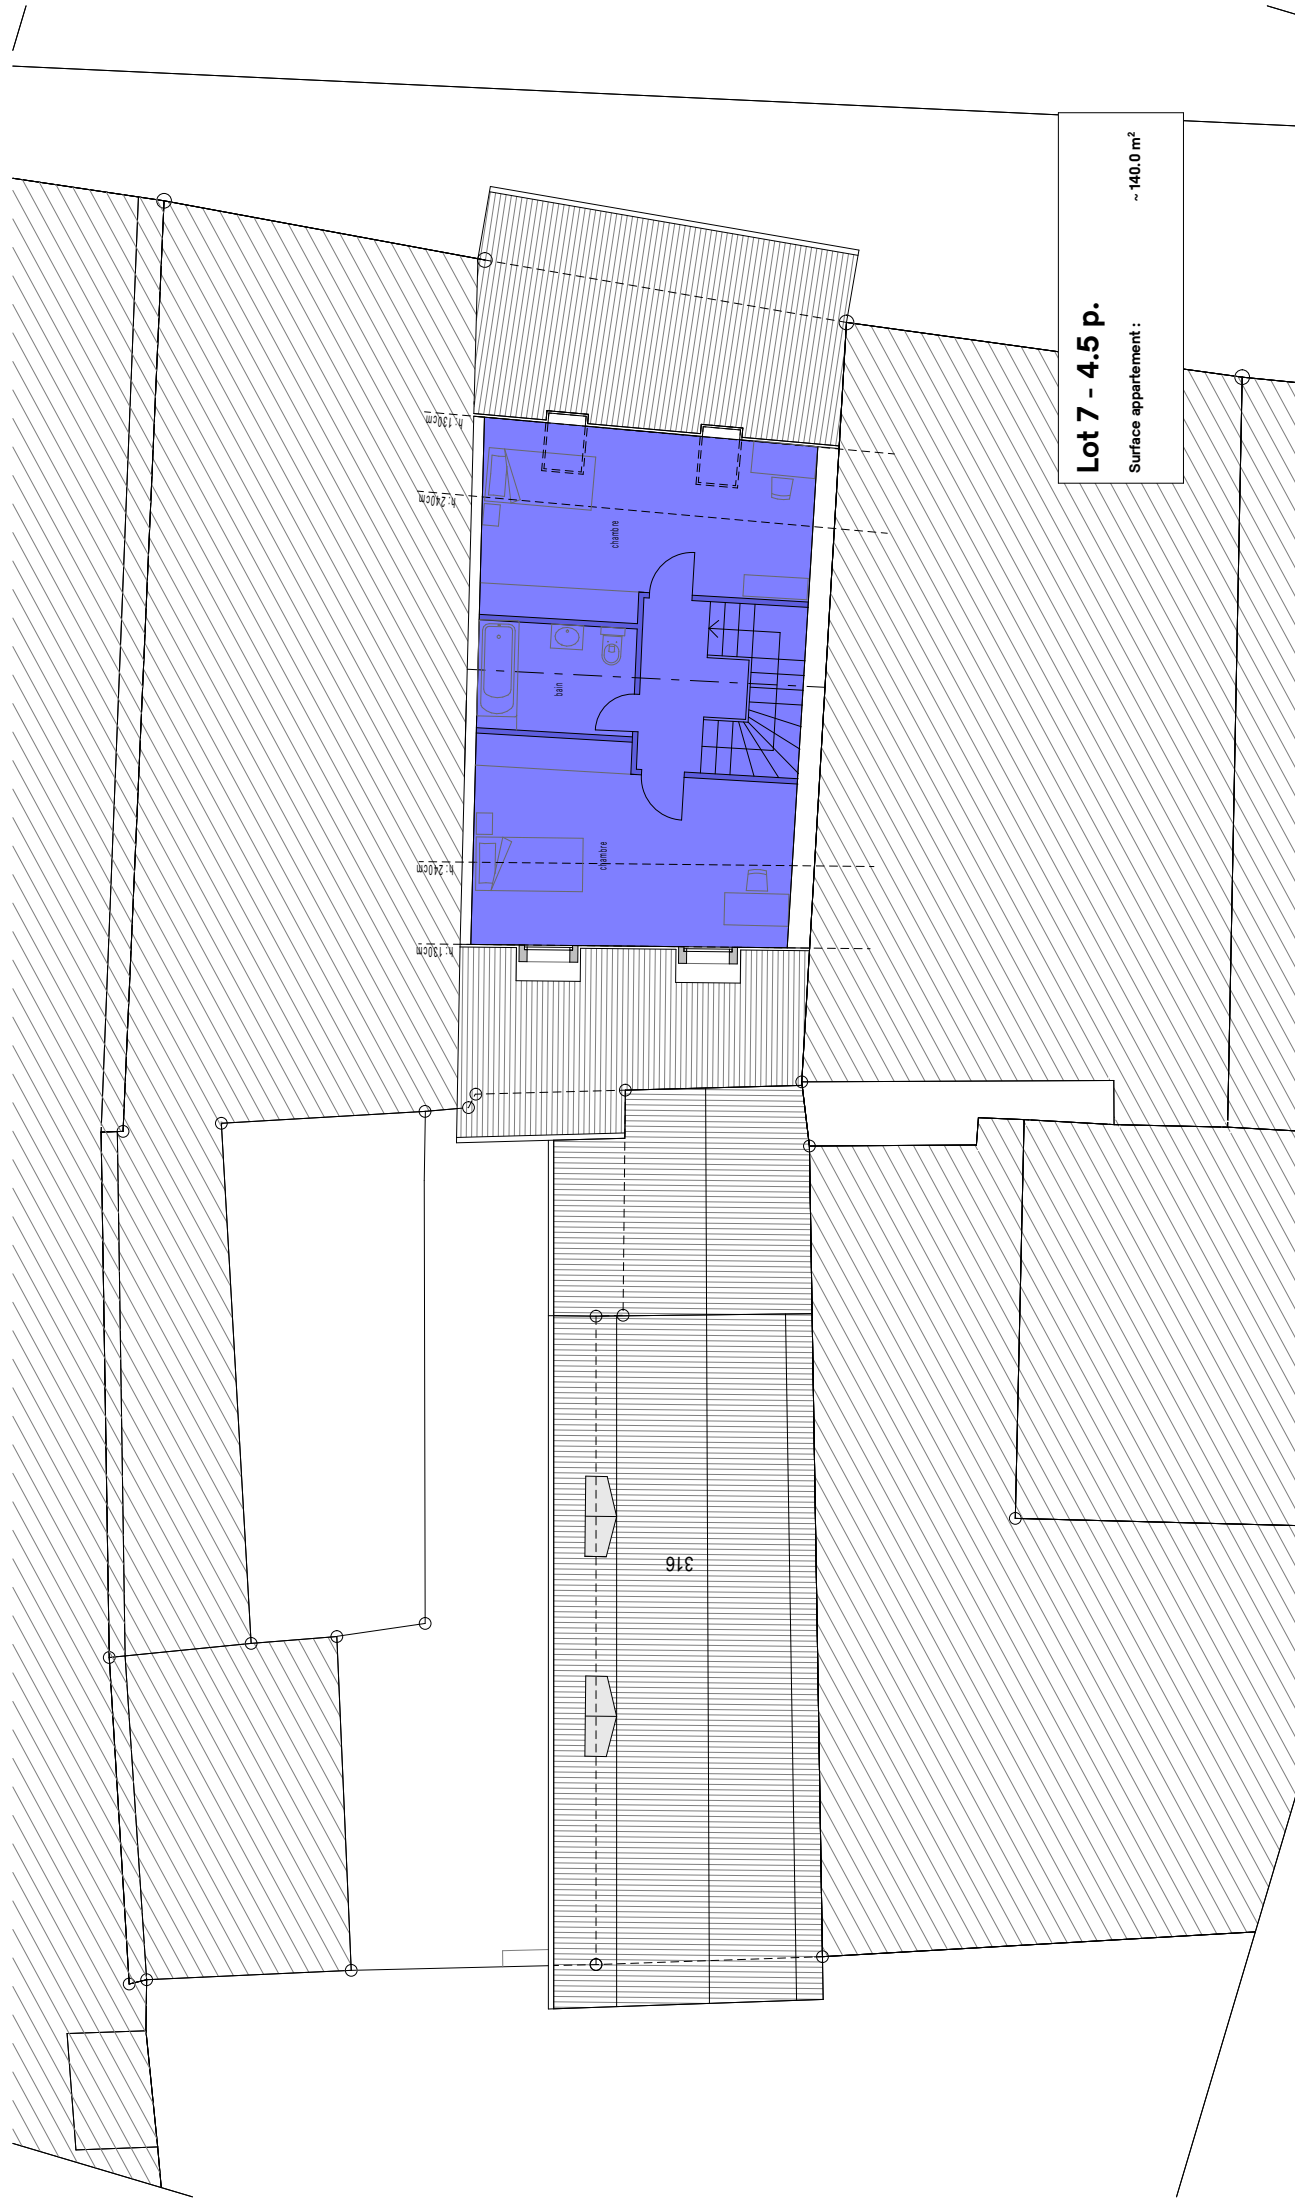 Lot 7 - 4.5 p.
Surface appartement : ~ 140.0 m²
h: 130cm
h: 240cm
chambre
bain
chambre
h: 240cm
h: 130cm
316